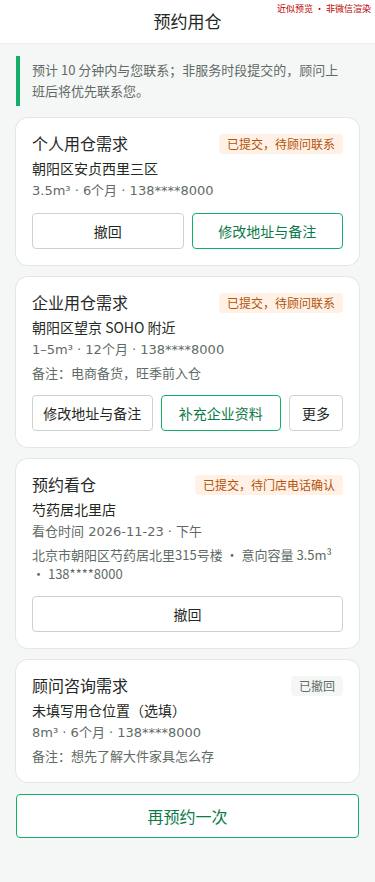 近似预览 · 非微信渲染
预约用仓
预计 10 分钟内与您联系；非服务时段提交的，顾问上
班后将优先联系您。
个人用仓需求
已提交，待顾问联系
朝阳区安贞西里三区
3.5m³ · 6个月 · 138****8000
撤回
修改地址与备注
企业用仓需求
已提交，待顾问联系
朝阳区望京 SOHO 附近
1–5m³ · 12个月 · 138****8000
备注：电商备货，旺季前入仓
修改地址与备注
补充企业资料
更多
预约看仓
已提交，待门店电话确认
芍药居北里店
看仓时间 2026-11-23 · 下午
北京市朝阳区芍药居北里315号楼 · 意向容量 3.5m³
· 138****8000
撤回
顾问咨询需求
已撤回
未填写用仓位置（选填）
8m³ · 6个月 · 138****8000
备注：想先了解大件家具怎么存
再预约一次